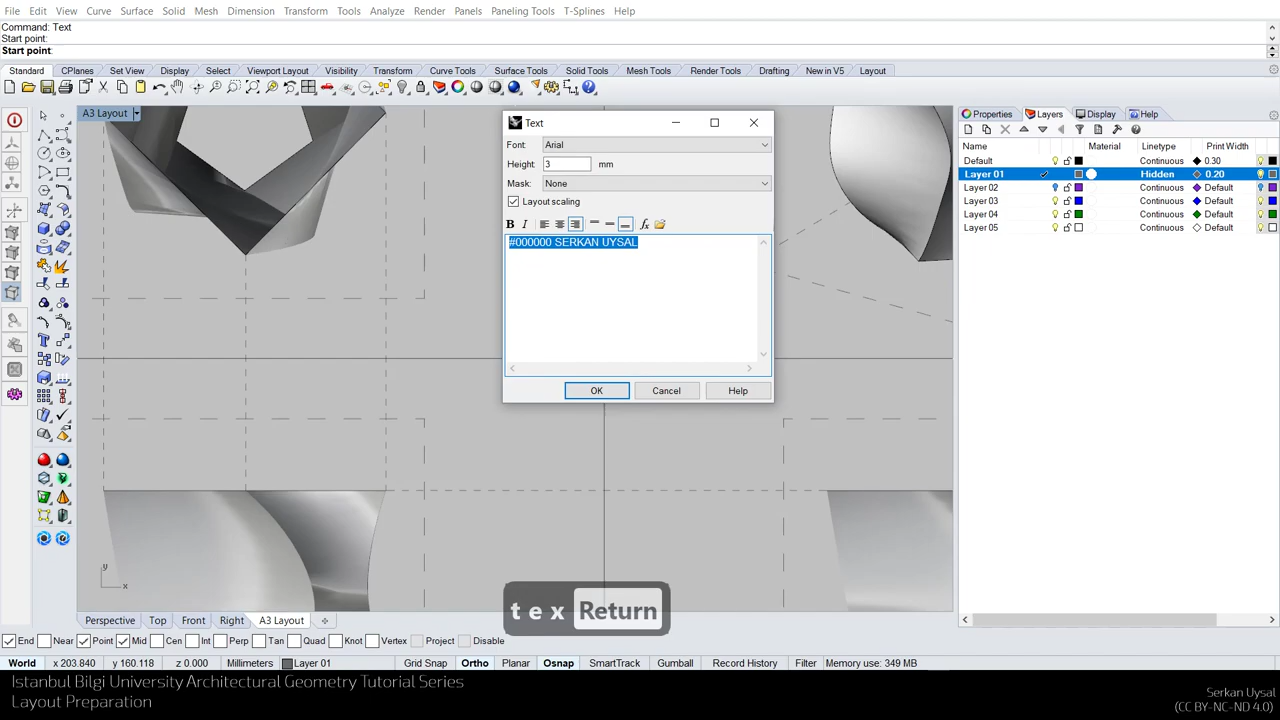 File Edit View Curve Surface Solid Mesh Dimension Transform Tools Analyze Render Panels Paneling Tools T-Splines Help
Command: Text
Start point:
Start point:
Standard CPlanes Set View Display Select Viewport Layout Visibility Transform Curve Tools Surface Tools Solid Tools Mesh Tools Render Tools Drafting New in V5 Layout
A3 Layout
Text
Font: Arial
Height: 3 mm
Mask: None
Layout scaling
B I
#000000 SERKAN UYSAL
OK Cancel Help
Properties Layers Display Help
Name Material Linetype Print Width
Default Continuous 0.30
Layer 01 Hidden 0.20
Layer 02 Continuous Default
Layer 03 Continuous Default
Layer 04 Continuous Default
Layer 05 Continuous Default
y
x
t e x Return
Perspective Top Front Right A3 Layout
End Near Point Mid Cen Int Perp Tan Quad Knot Vertex Project Disable
World x 203.840 y 160.118 z 0.000 Millimeters Layer 01 Grid Snap Ortho Planar Osnap SmartTrack Gumball Record History Filter Memory use: 349 MB
Istanbul Bilgi University Architectural Geometry Tutorial Series
Layout Preparation
Serkan Uysal
(CC BY-NC-ND 4.0)